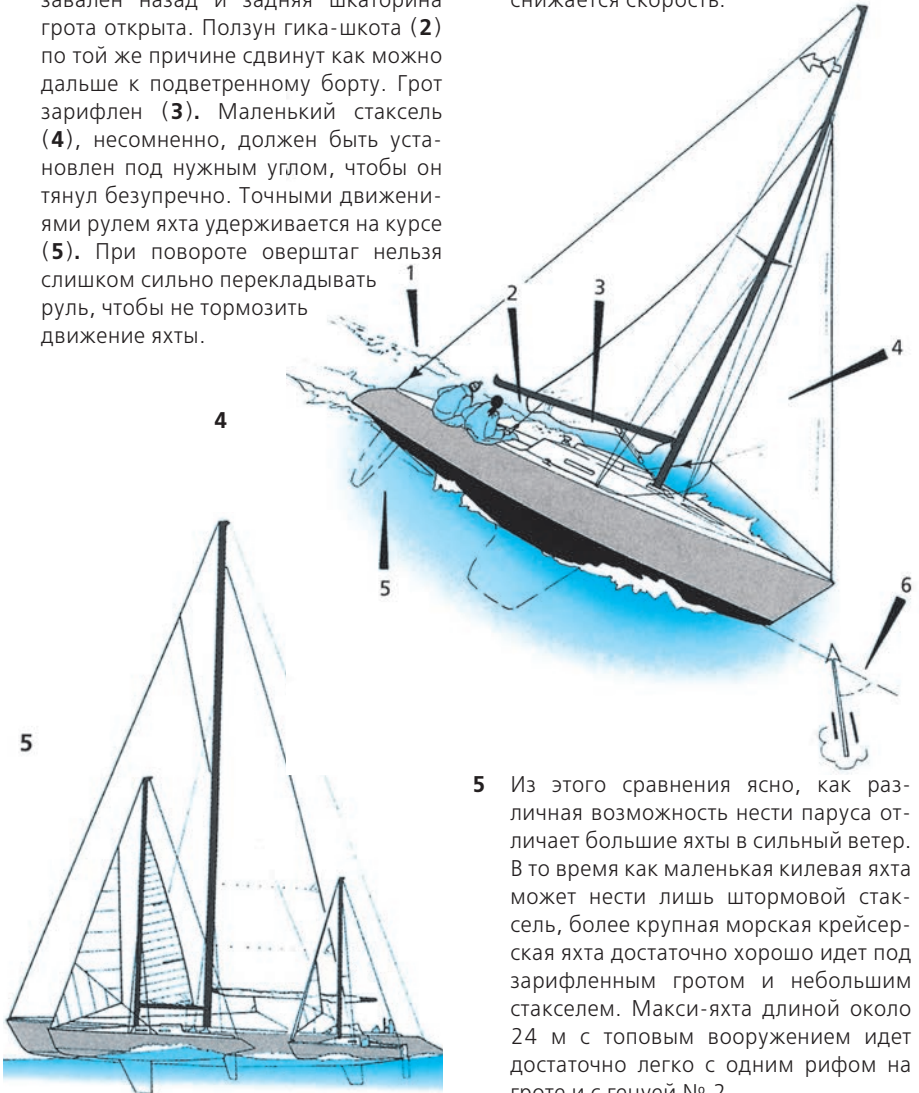 завален назад и задняя шкаторина
грота открыта. Ползун гика-шкота (2)
по той же причине сдвинут как можно
дальше к подветренному борту. Грот
зарифлен (3). Маленький стаксель
(4), несомненно, должен быть уста-
новлен под нужным углом, чтобы он
тянул безупречно. Точными движени-
ями рулем яхта удерживается на курсе
(5). При повороте оверштаг нельзя
слишком сильно перекладывать
руль, чтобы не тормозить
движение яхты.
снижается скорость.
1
2
3
4
5
6
4
5
5 Из этого сравнения ясно, как раз-
личная возможность нести паруса от-
личает большие яхты в сильный ветер.
В то время как маленькая килевая яхта
может нести лишь штормовой стак-
сель, более крупная морская крейсер-
ская яхта достаточно хорошо идет под
зарифленным гротом и небольшим
стакселем. Макси-яхта длиной около
24 м с топовым вооружением идет
достаточно легко с одним рифом на
гроте и с генуей № 2.